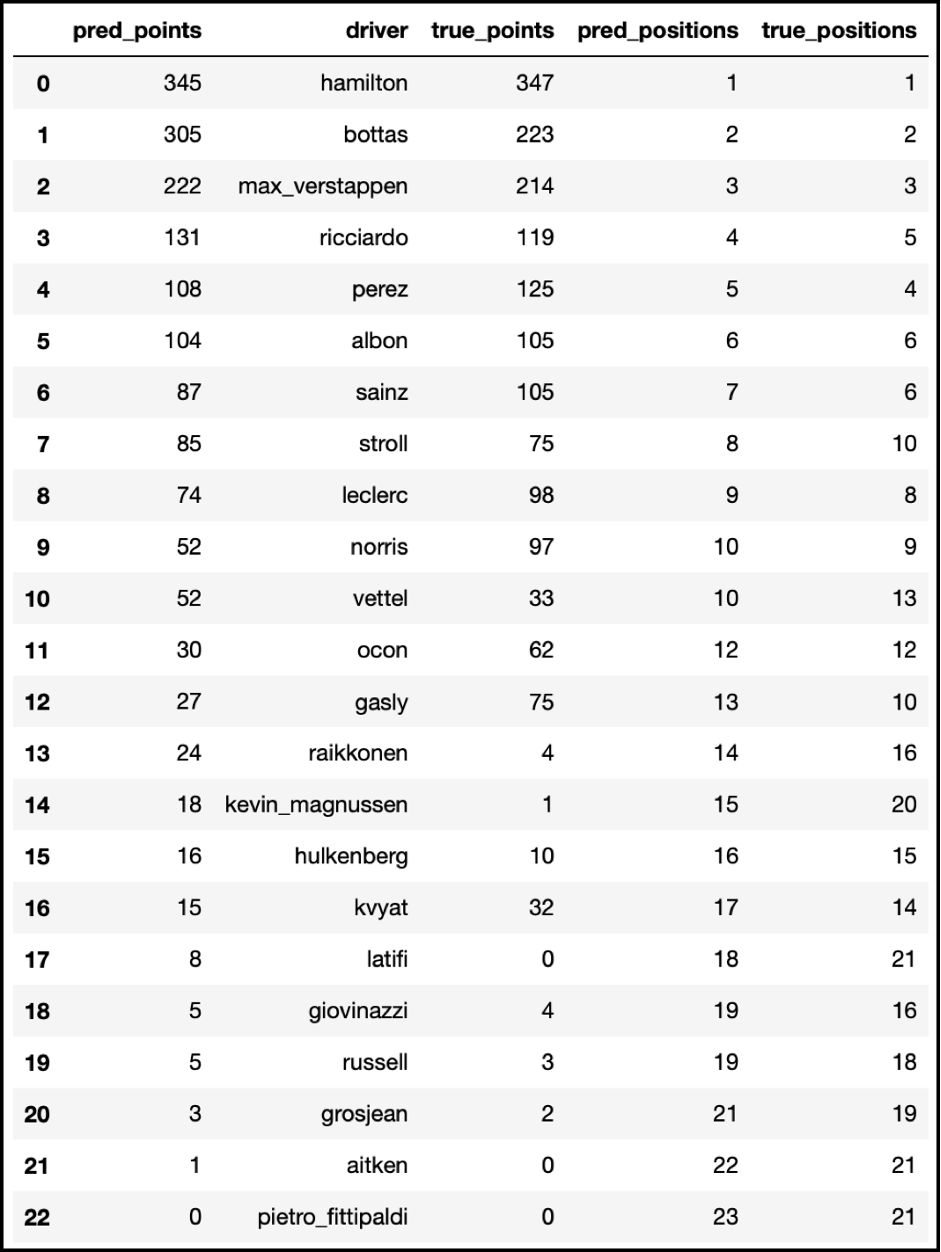 pred_points driver true_points pred_positions true_positions
0 345 hamilton 347 1 1
1 305 bottas 223 2 2
2 222 max_verstappen 214 3 3
3 131 ricciardo 119 4 5
4 108 perez 125 5 4
5 104 albon 105 6 6
6 87 sainz 105 7 6
7 85 stroll 75 8 10
8 74 leclerc 98 9 8
9 52 norris 97 10 9
10 52 vettel 33 10 13
11 30 ocon 62 12 12
12 27 gasly 75 13 10
13 24 raikkonen 4 14 16
14 18 kevin_magnussen 1 15 20
15 16 hulkenberg 10 16 15
16 15 kvyat 32 17 14
17 8 latifi 0 18 21
18 5 giovinazzi 4 19 16
19 5 russell 3 19 18
20 3 grosjean 2 21 19
21 1 aitken 0 22 21
22 0 pietro_fittipaldi 0 23 21